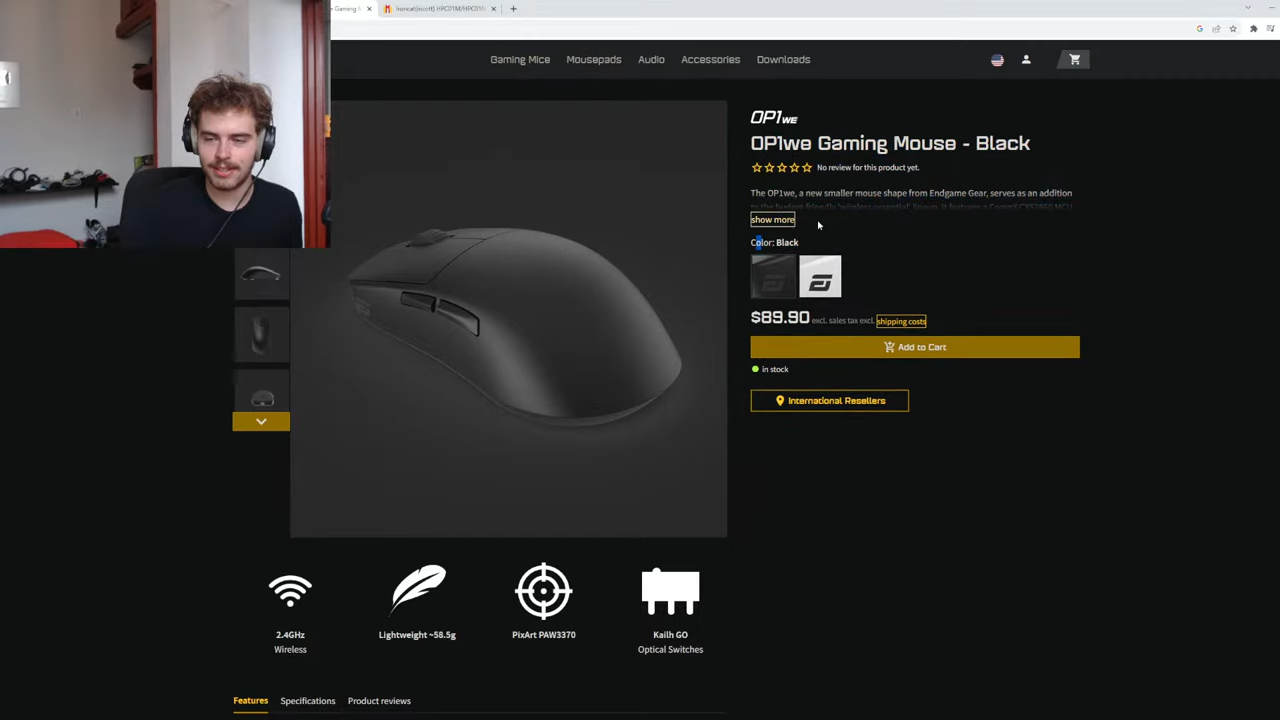 Gaming Mice Mousepads Audio Accessories Downloads
OP1WE
OP1we Gaming Mouse - Black
No review for this product yet.
The OP1we, a new smaller mouse shape from Endgame Gear, serves as an addition
show more
Color: Black
$89.90 excl. sales tax excl. shipping costs
Add to Cart
in stock
International Resellers
2.4GHz
Wireless
Lightweight ~58.5g
PixArt PAW3370
Kailh GO
Optical Switches
Features Specifications Product reviews